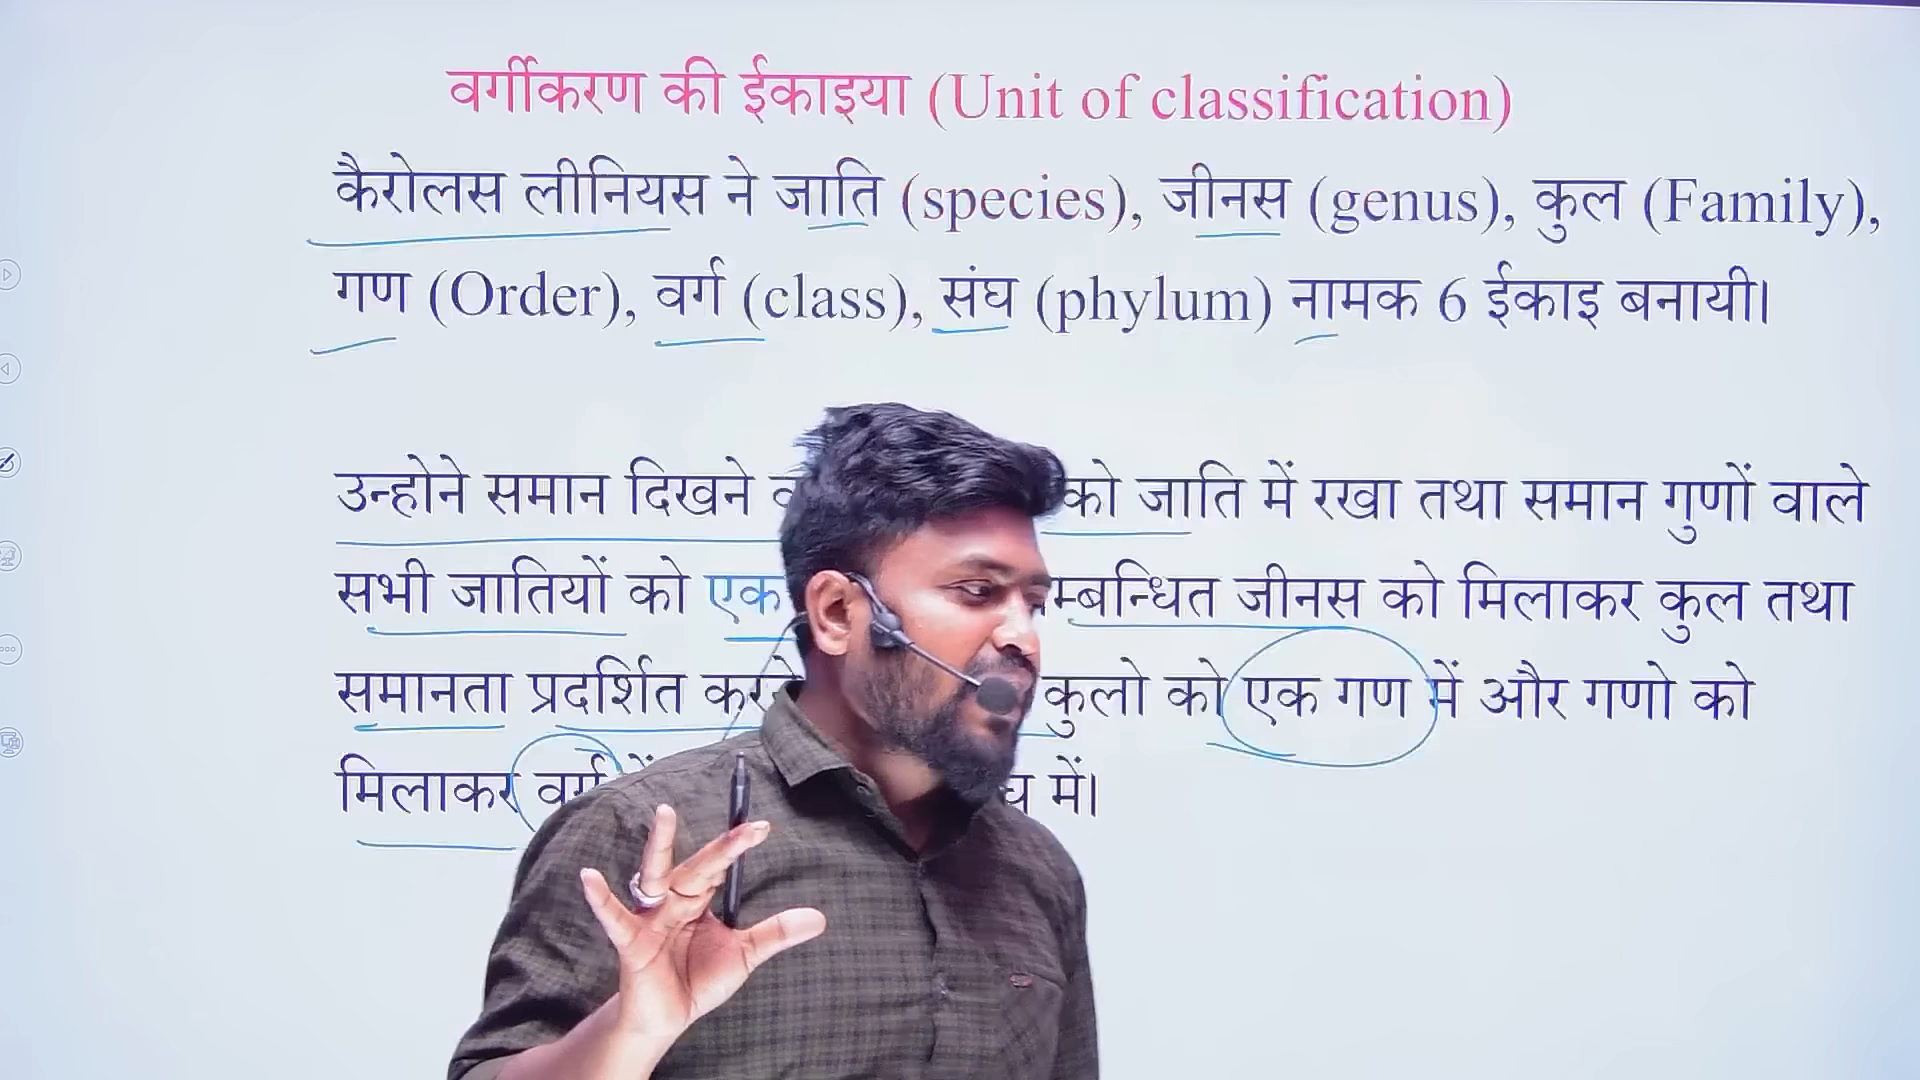 वर्गीकरण की ईकाइया (Unit of classification)
कैरोलस लीनियस ने जाति (species), जीनस (genus), कुल (Family),
गण (Order), वर्ग (class), संघ (phylum) नामक 6 ईकाइ बनायी।
उन्होने समान दिखने को जाति में रखा तथा समान गुणों वाले
सभी जातियों को एक जीनस को मिलाकर कुल तथा
समानता प्रदर्शित करते कुलो को एक गण में और गणो को
मिलाकर वर्ग में में।